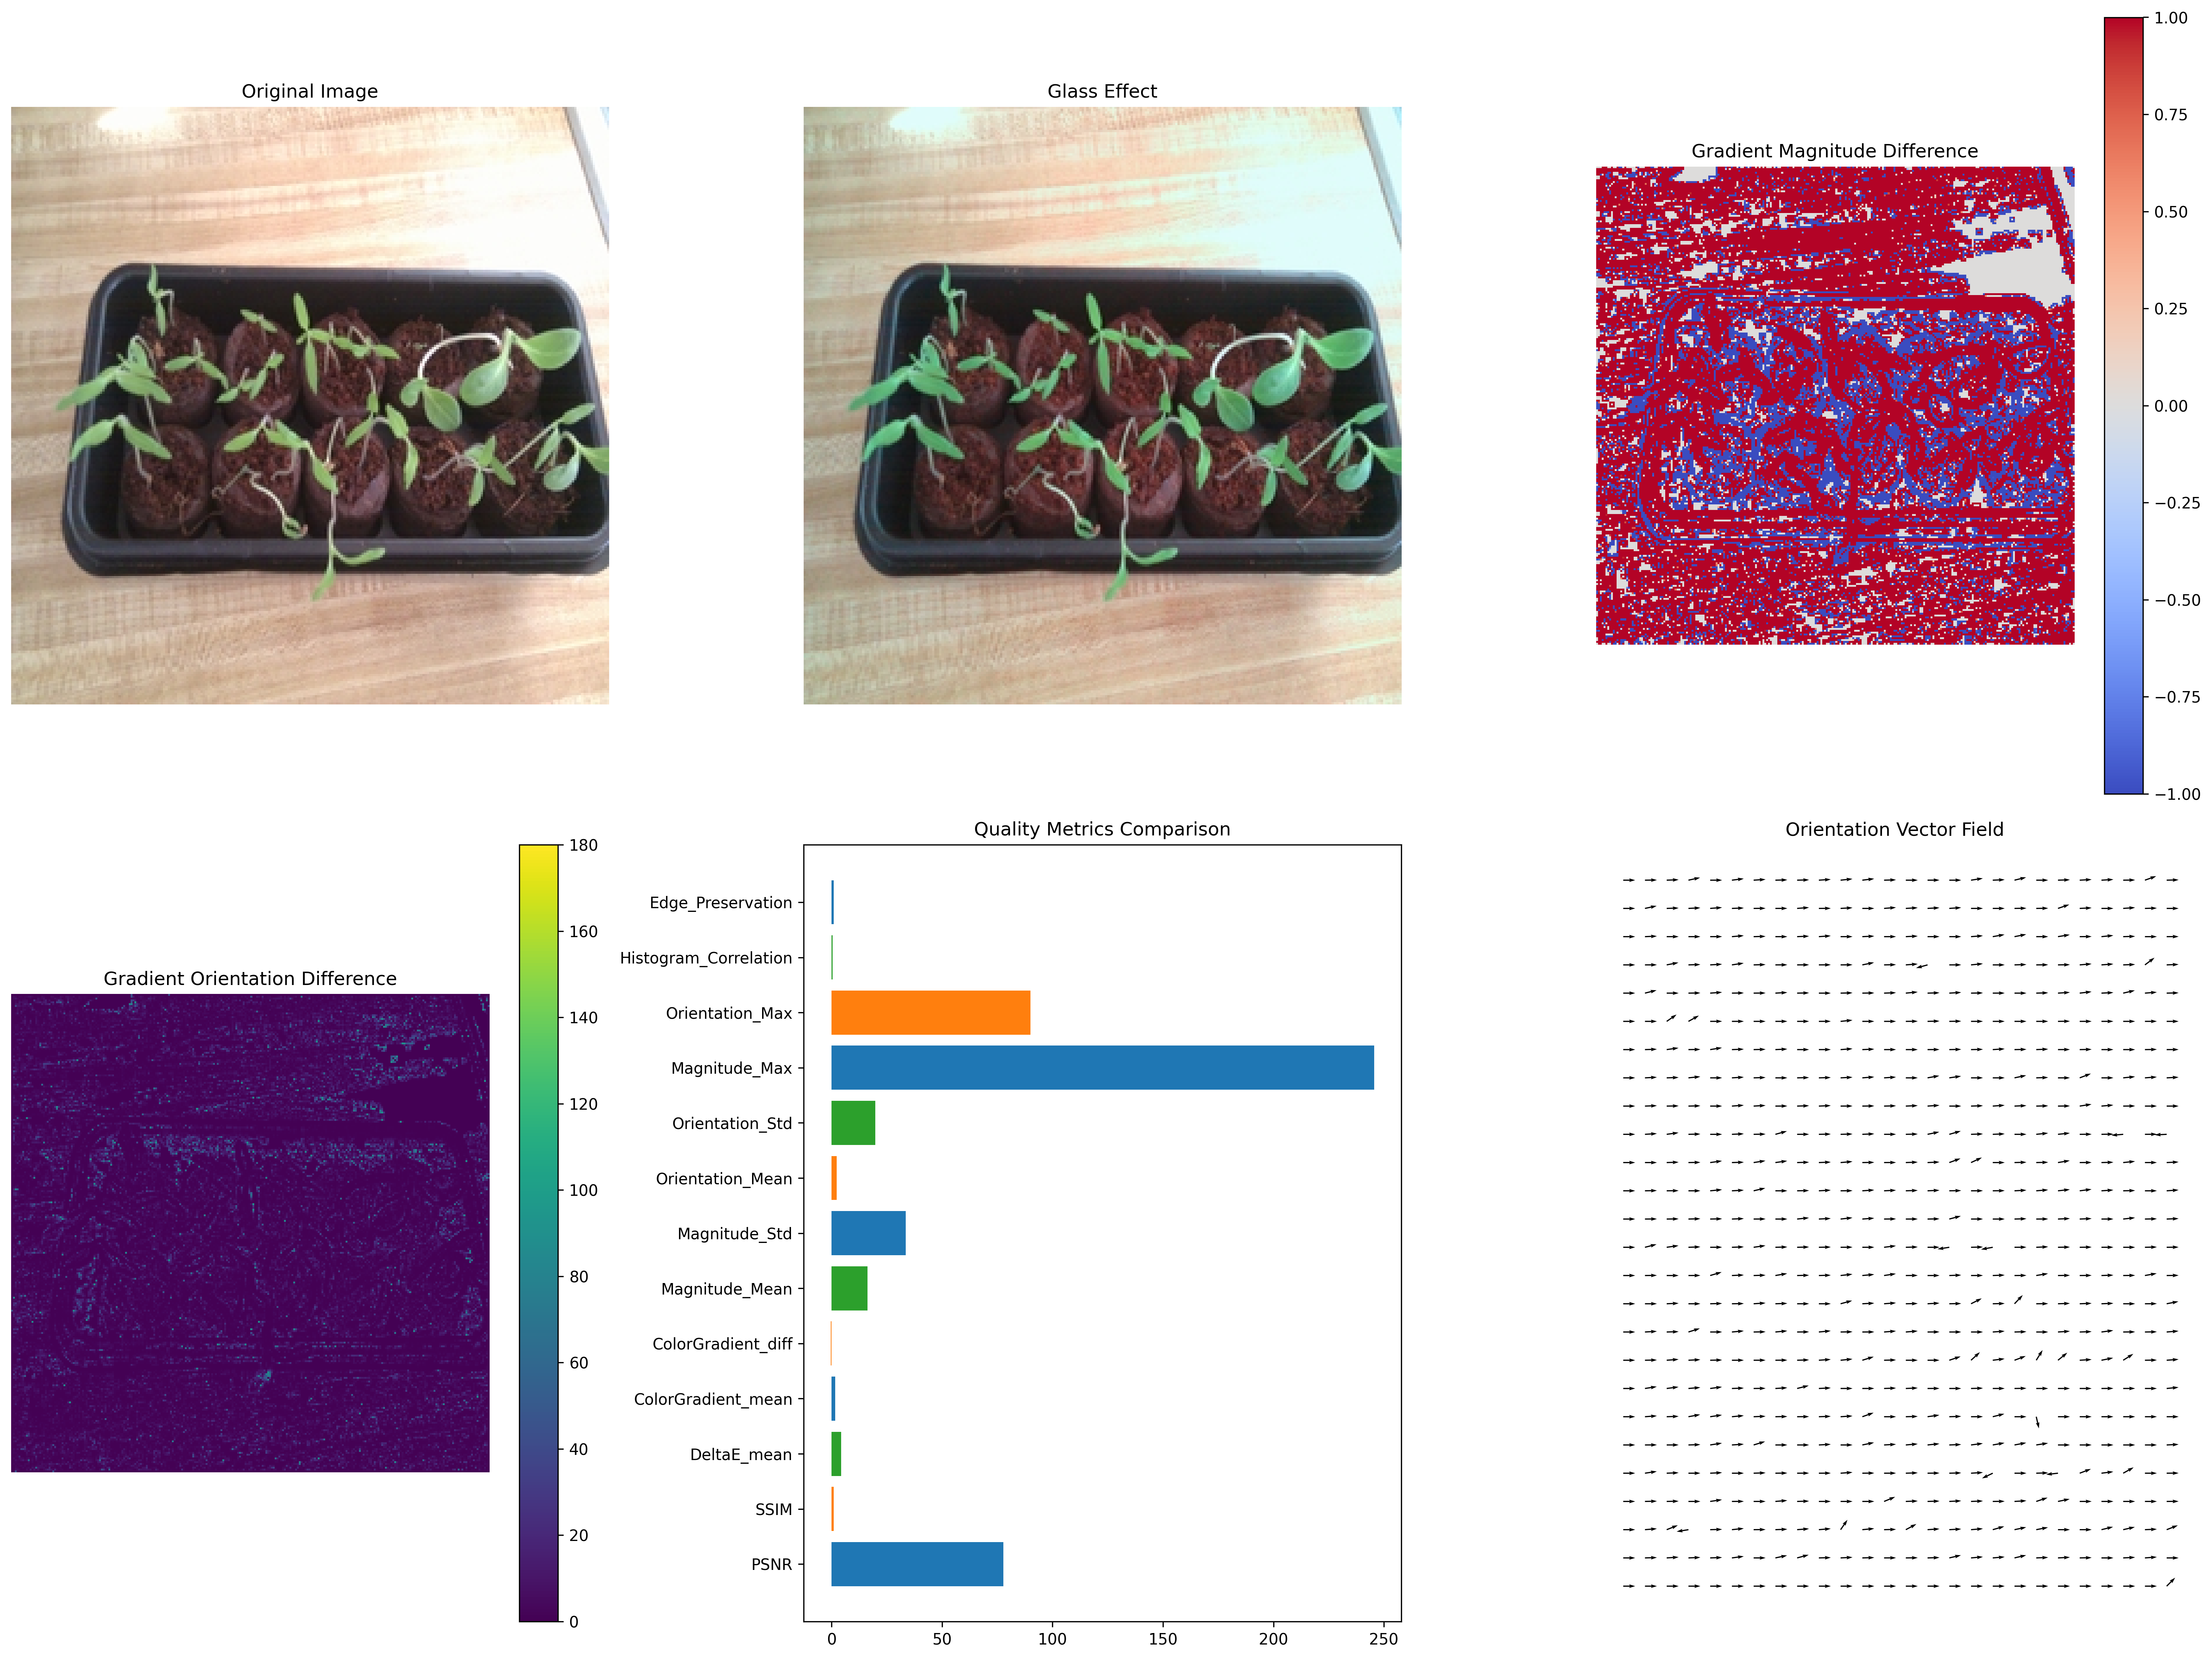 Original Image
Glass Effect
Gradient Magnitude Difference
1.00
0.75
0.50
0.25
0.00
−0.25
−0.50
−0.75
−1.00
Gradient Orientation Difference
180
160
140
120
100
80
60
40
20
0
Quality Metrics Comparison
Edge_Preservation
Histogram_Correlation
Orientation_Max
Magnitude_Max
Orientation_Std
Orientation_Mean
Magnitude_Std
Magnitude_Mean
ColorGradient_diff
ColorGradient_mean
DeltaE_mean
SSIM
PSNR
0 50 100 150 200 250
Orientation Vector Field